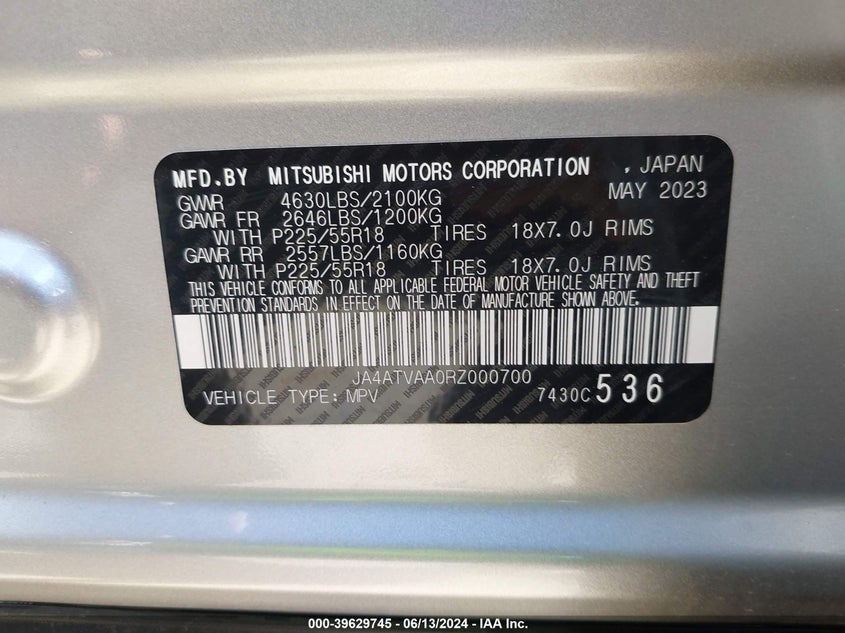 MFD.BY MITSUBISHI MOTORS CORPORATION , JAPAN
GVWR 4630LBS/2100KG MAY 2023
GAWR FR 2646LBS/1200KG
WITH P225/55R18 TIRES 18X7.0J RIMS
GAWR RR 2557LBS/1160KG
WITH P225/55R18 TIRES 18X7.0J RIMS
THIS VEHICLE CONFORMS TO ALL APPLICABLE FEDERAL MOTOR VEHICLE SAFETY AND THEFT
PREVENTION STANDARDS IN EFFECT ON THE DATE OF MANUFACTURE SHOWN ABOVE.
JA4ATVAA0RZ000700
VEHICLE TYPE: MPV 7430C 536
000-39629745 - 06/13/2024 - IAA Inc.